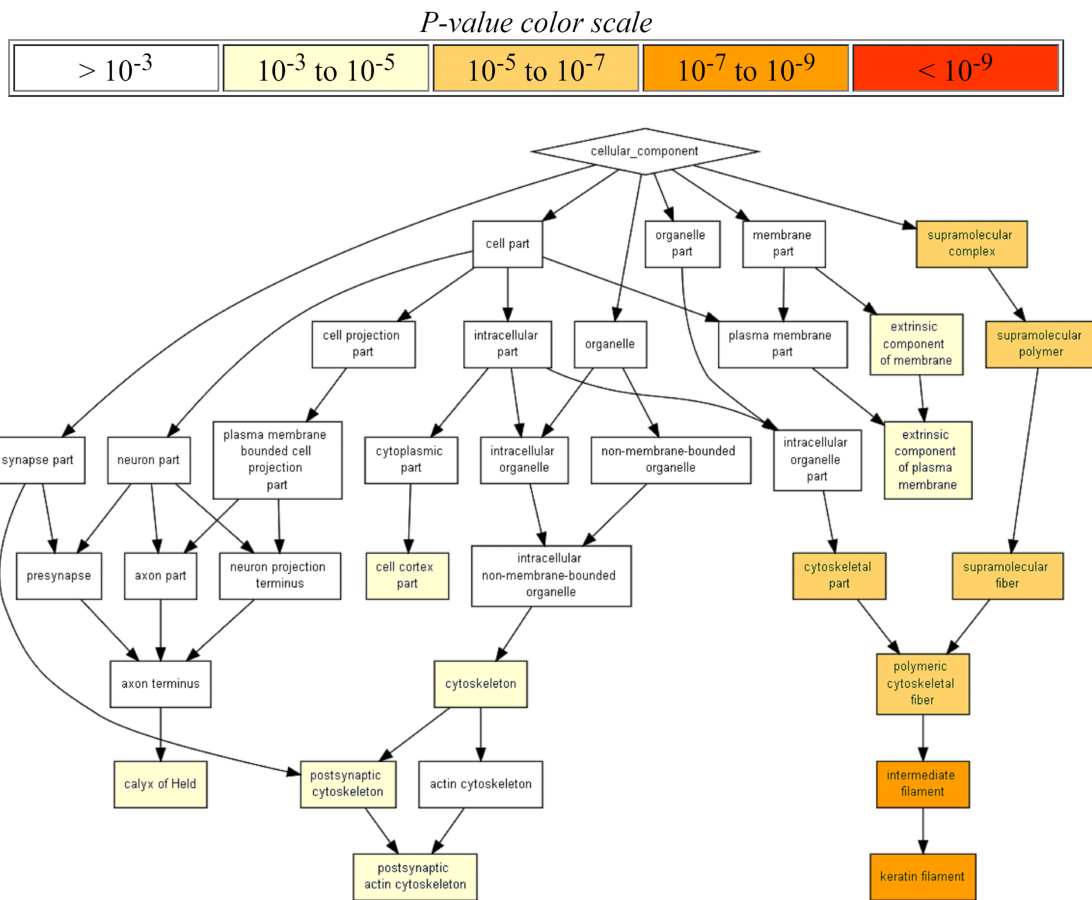 P-value color scale
> 10-3
10-3 to 10-5
10-5 to 10-7
10-7 to 10-9
< 10-9
cellular_component
cell part
organelle
part
membrane
part
supramolecular
complex
cell projection
part
intracellular
part
organelle
plasma membrane
part
extrinsic
component
of membrane
supramolecular
polymer
synapse part
neuron part
plasma membrane
bounded cell
projection
part
cytoplasmic
part
intracellular
organelle
non-membrane-bounded
organelle
intracellular
organelle
part
extrinsic
component
of plasma
membrane
presynapse
axon part
neuron projection
terminus
cell cortex
part
intracellular
non-membrane-bounded
organelle
cytoskeletal
part
supramolecular
fiber
axon terminus
cytoskeleton
polymeric
cytoskeletal
fiber
calyx of Held
postsynaptic
cytoskeleton
actin cytoskeleton
intermediate
filament
postsynaptic
actin cytoskeleton
keratin filament